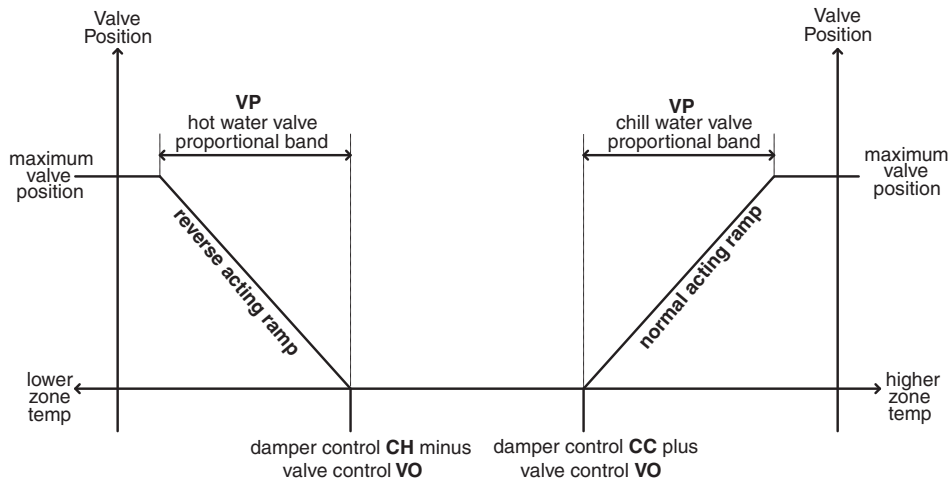 Valve
Position
Valve
Position
VP
hot water valve
proportional band
VP
chill water valve
proportional band
maximum
valve
position
maximum
valve
position
reverse acting ramp
normal acting ramp
lower
zone
temp
higher
zone
temp
damper control CH minus
valve control VO
damper control CC plus
valve control VO